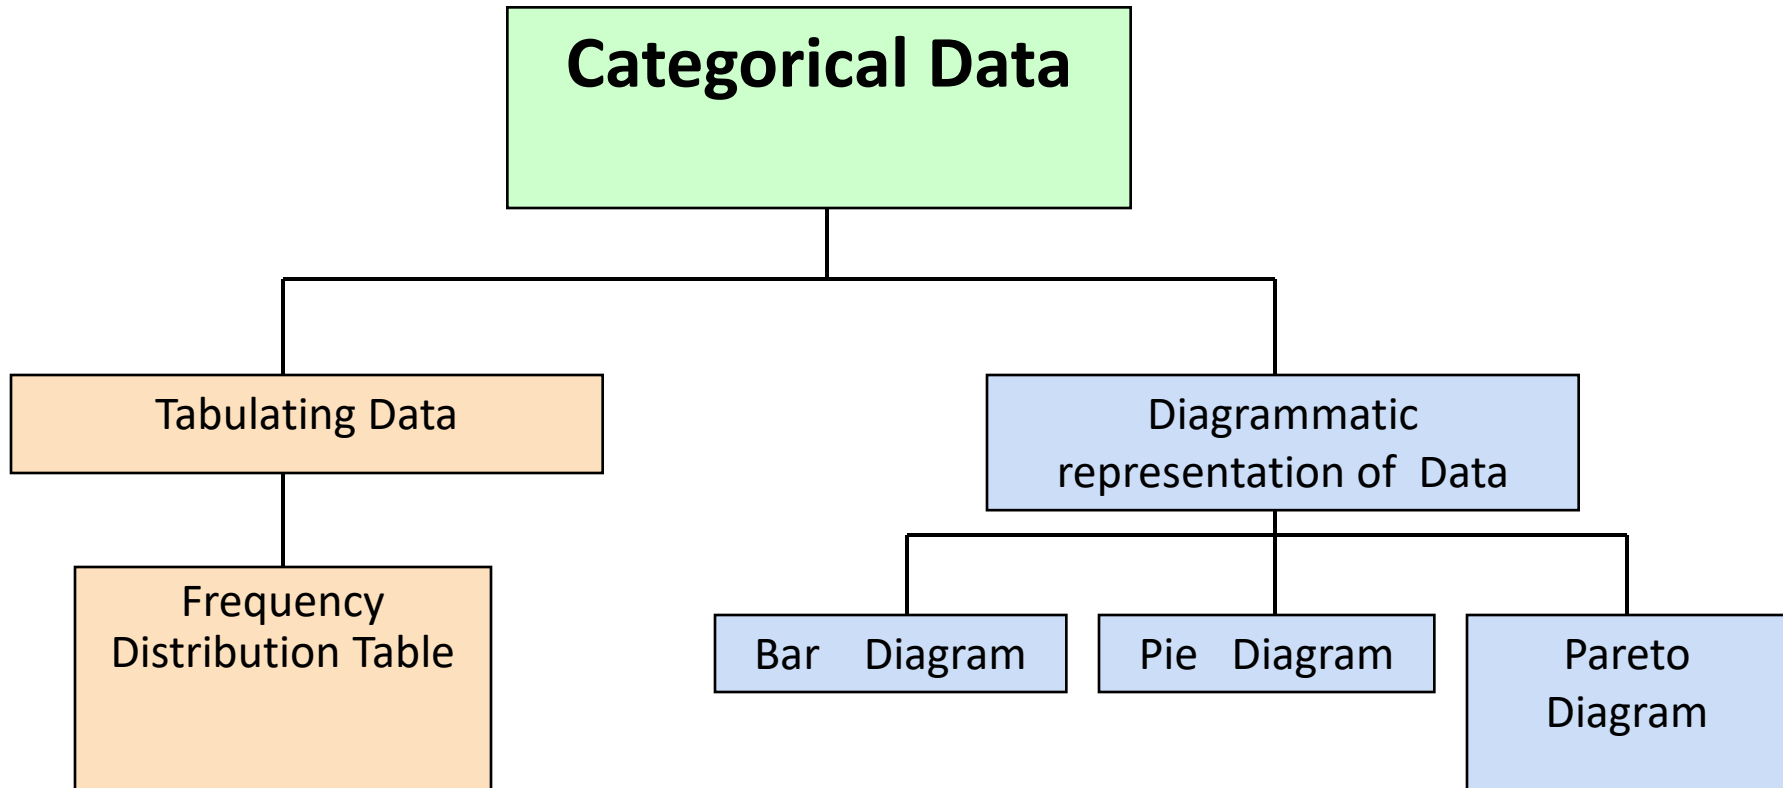 Categorical Data
Tabulating Data
Diagrammatic
representation of Data
Frequency
Distribution Table
Bar Diagram
Pie Diagram
Pareto
Diagram